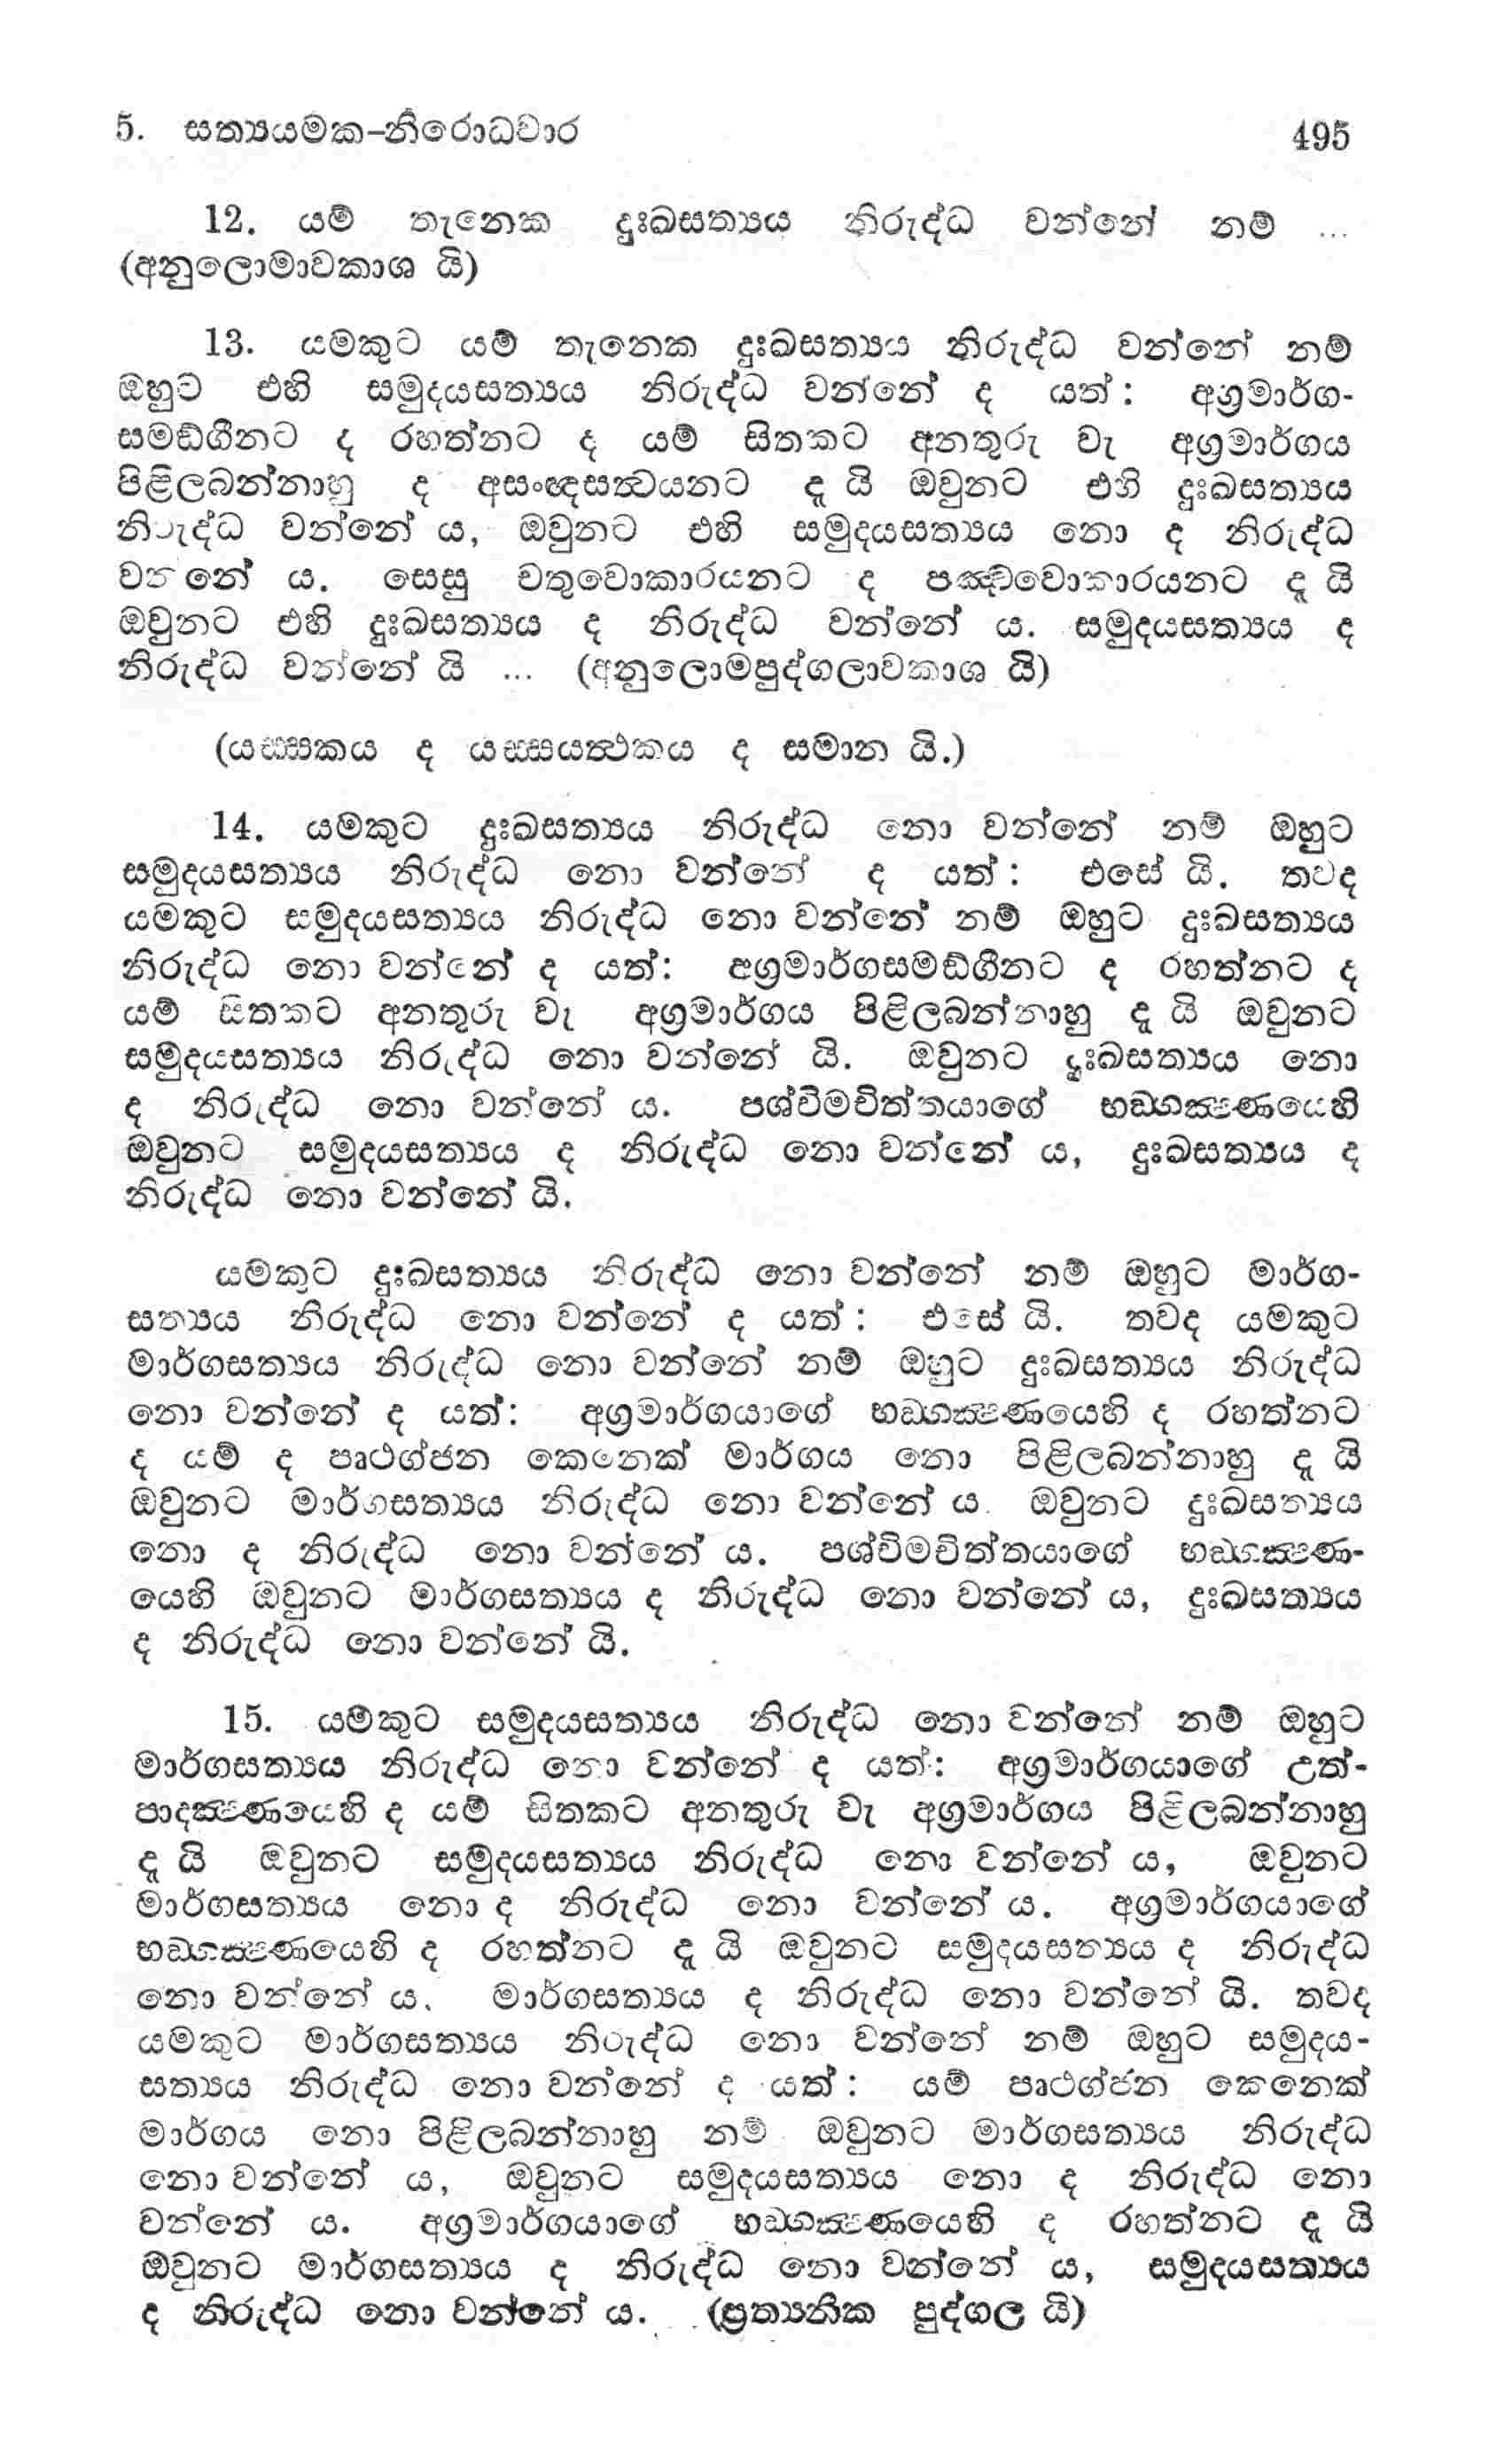 5. සත්‍යයමක–නිරොධවාර 495
12. යම් තැනෙක දුඃඛසත්‍යය නිරුද්ධ වන්නේ නම් ...
(අනුලොමාවකාශ යි)
13. යමකුට යම් තැනෙක දුඃඛසත්‍යය නිරුද්ධ වන්නේ නම්
ඔහුට එහි සමුදයසත්‍යය නිරුද්ධ වන්නේ ද යත්: අග්‍රමාර්ග-
සමඞ්ගීනට ද රහත්නට ද යම් සිතකට අනතුරු වැ අග්‍රමාර්ගය
පිළිලබන්නාහු ද අසංඥසත්‍වයනට දැ යි ඔවුනට එහි දුඃඛසත්‍යය
නිරුද්ධ වන්නේ ය, ඔවුනට එහි සමුදයසත්‍යය නො ද නිරුද්ධ
වන්නේ ය. සෙසු චතුවොකාරයනට ද පඤ්චවොකාරයනට දැ යි
ඔවුනට එහි දුඃඛසත්‍යය ද නිරුද්ධ වන්නේ ය. සමුදයසත්‍යය ද
නිරුද්ධ වන්නේ යි ... (අනුලොමපුද්ගලාවකාශ යි)
(යස්සකය ද යස්සයත්‍ථකය ද සමාන යි.)
14. යමකුට දුඃඛසත්‍යය නිරුද්ධ නො වන්නේ නම් ඔහුට
සමුදයසත්‍යය නිරුද්ධ නො වන්නේ ද යත්: එසේ යි. තවද
යමකුට සමුදයසත්‍යය නිරුද්ධ නො වන්නේ නම් ඔහුට දුඃඛසත්‍යය
නිරුද්ධ නො වන්නේ ද යත්: අග්‍රමාර්ගසමඞ්ගීනට ද රහත්නට ද
යම් සිතකට අනතුරු වැ අග්‍රමාර්ගය පිළිලබන්නාහු දැ යි ඔවුනට
සමුදයසත්‍යය නිරුද්ධ නො වන්නේ යි. ඔවුනට දුඃඛසත්‍යය නො
ද නිරුද්ධ නො වන්නේ ය. පශ්චිමචිත්තයාගේ භඞ්ගක්‍ෂණයෙහි
ඔවුනට සමුදයසත්‍යය ද නිරුද්ධ නො වන්නේ ය, දුඃඛසත්‍යය ද
නිරුද්ධ නො වන්නේ යි.
යමකුට දුඃඛසත්‍යය නිරුද්ධ නො වන්නේ නම් ඔහුට මාර්ග-
සත්‍යය නිරුද්ධ නො වන්නේ ද යත්: එසේ යි. තවද යමකුට
මාර්ගසත්‍යය නිරුද්ධ නො වන්නේ නම් ඔහුට දුඃඛසත්‍යය නිරුද්ධ
නො වන්නේ ද යත්: අග්‍රමාර්ගයාගේ භඞ්ගක්‍ෂණයෙහි ද රහත්නට
ද යම් ද පෘථග්ජන කෙනෙක් මාර්ගය නො පිළිලබන්නාහු දැ යි
ඔවුනට මාර්ගසත්‍යය නිරුද්ධ නො වන්නේ ය. ඔවුනට දුඃඛසත්‍යය
නො ද නිරුද්ධ නො වන්නේ ය. පශ්චිමචිත්තයාගේ භඞ්ගක්‍ෂණ-
යෙහි ඔවුනට මාර්ගසත්‍යය ද නිරුද්ධ නො වන්නේ ය, දුඃඛසත්‍යය
ද නිරුද්ධ නො වන්නේ යි.
15. යමකුට සමුදයසත්‍යය නිරුද්ධ නො වන්නේ නම් ඔහුට
මාර්ගසත්‍යය නිරුද්ධ නො වන්නේ ද යත්: අග්‍රමාර්ගයාගේ උත්-
පාදක්‍ෂණයෙහි ද යම් සිතකට අනතුරු වැ අග්‍රමාර්ගය පිළිලබන්නාහු
දැ යි ඔවුනට සමුදයසත්‍යය නිරුද්ධ නො වන්නේ ය, ඔවුනට
මාර්ගසත්‍යය නො ද නිරුද්ධ නො වන්නේ ය. අග්‍රමාර්ගයාගේ
භඞ්ගක්‍ෂණයෙහි ද රහත්නට දැ යි ඔවුනට සමුදයසත්‍යය ද නිරුද්ධ
නො වන්නේ ය. මාර්ගසත්‍යය ද නිරුද්ධ නො වන්නේ යි. තවද
යමකුට මාර්ගසත්‍යය නිරුද්ධ නො වන්නේ නම් ඔහුට සමුදය-
සත්‍යය නිරුද්ධ නො වන්නේ ද යත්: යම් පෘථග්ජන කෙනෙක්
මාර්ගය නො පිළිලබන්නාහු නම් ඔවුනට මාර්ගසත්‍යය නිරුද්ධ
නො වන්නේ ය, ඔවුනට සමුදයසත්‍යය නො ද නිරුද්ධ නො
වන්නේ ය. අග්‍රමාර්ගයාගේ භඞ්ගක්‍ෂණයෙහි ද රහත්නට දැ යි
ඔවුනට මාර්ගසත්‍යය ද නිරුද්ධ නො වන්නේ ය, සමුදයසත්‍යය
ද නිරුද්ධ නො වන්නේ ය. (ප්‍රත්‍යනීක පුද්ගල යි)